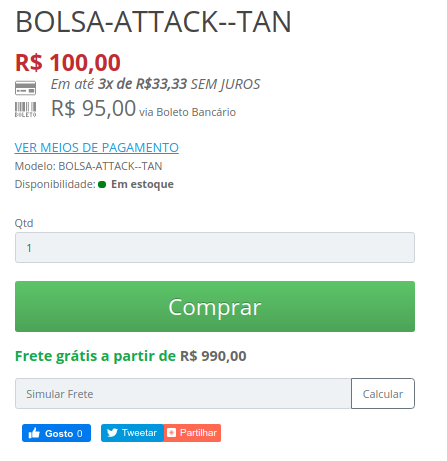 BOLSA-ATTACK--TAN
R$ 100,00
Em até 3x de R$33,33 SEM JUROS
BOLETO
R$ 95,00 via Boleto Bancário
VER MEIOS DE PAGAMENTO
Modelo: BOLSA-ATTACK--TAN
Disponibilidade: Em estoque
Qtd
1
Comprar
Frete grátis a partir de R$ 990,00
Simular Frete Calcular
Gosto 0 Tweetar Partilhar